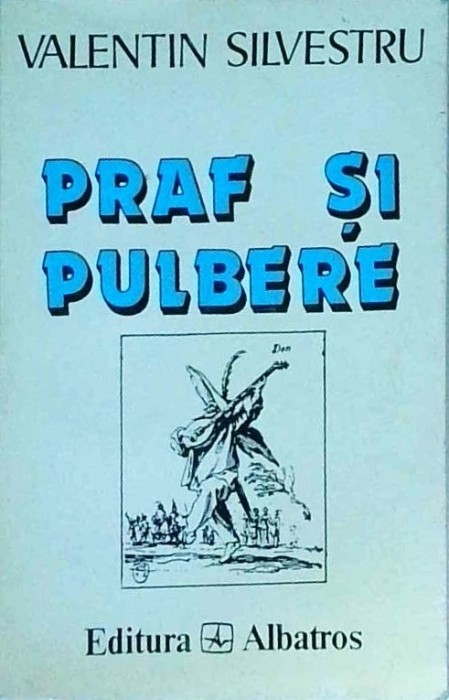 VALENTIN SILVESTRU
PRAF ȘI
PULBERE
Don
Editura Albatros